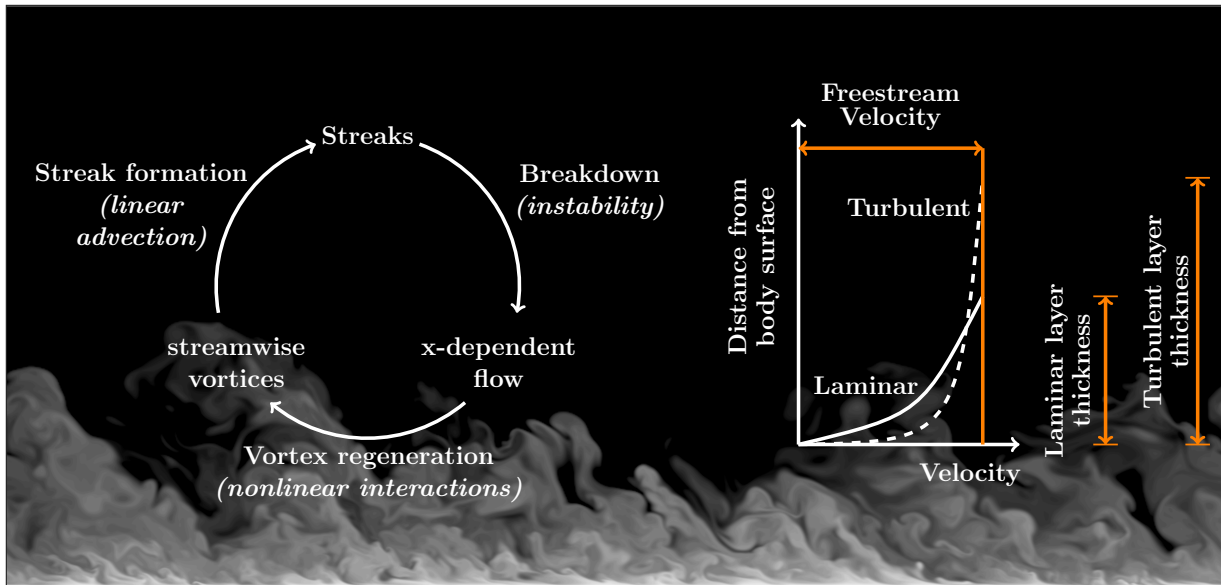 Streaks
Streak formation
(linear
advection)
Breakdown
(instability)
streamwise
vortices
x-dependent
flow
Vortex regeneration
(nonlinear interactions)
Freestream
Velocity
Distance from
body surface
Turbulent
Laminar
Velocity
Laminar layer
thickness
Turbulent layer
thickness